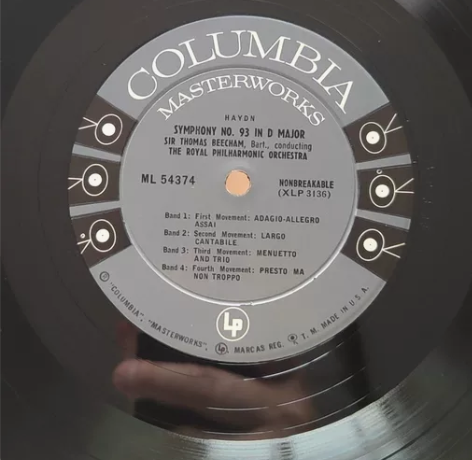 COLUMBIA
MASTERWORKS
HAYDN
SYMPHONY NO. 93 IN D MAJOR
SIR THOMAS BEECHAM, Bart., conducting
THE ROYAL PHILHARMONIC ORCHESTRA
ML 54374
NONBREAKABLE
(XLP 3136)
Band 1: First Movement: ADAGIO-ALLEGRO
ASSAI
Band 2: Second Movement: LARGO
CANTABILE
Band 3: Third Movement: MENUETTO
AND TRIO
Band 4: Fourth Movement: PRESTO MA
NON TROPPO
Lp
"COLUMBIA", "MASTERWORKS", Lp MARCAS REG. T. M. MADE IN U.S.A.